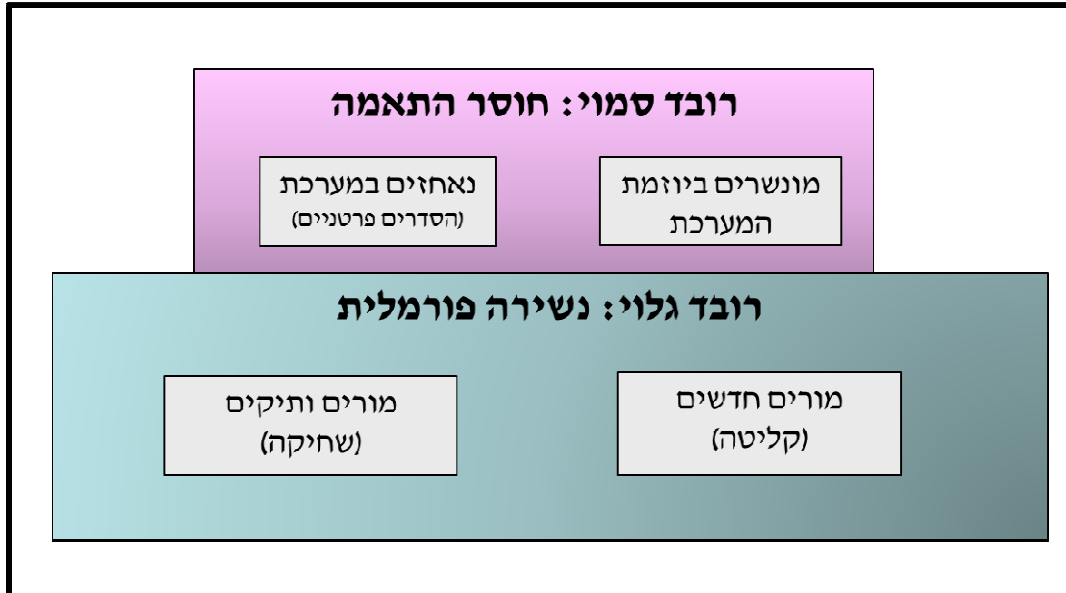 רובד סמוי: חוסר התאמה
מונשרים ביוזמת
המערכת
נאחזים במערכת
(הסדרים פרטניים)
רובד גלוי: נשירה פורמלית
מורים חדשים
(קליטה)
מורים ותיקים
(שחיקה)